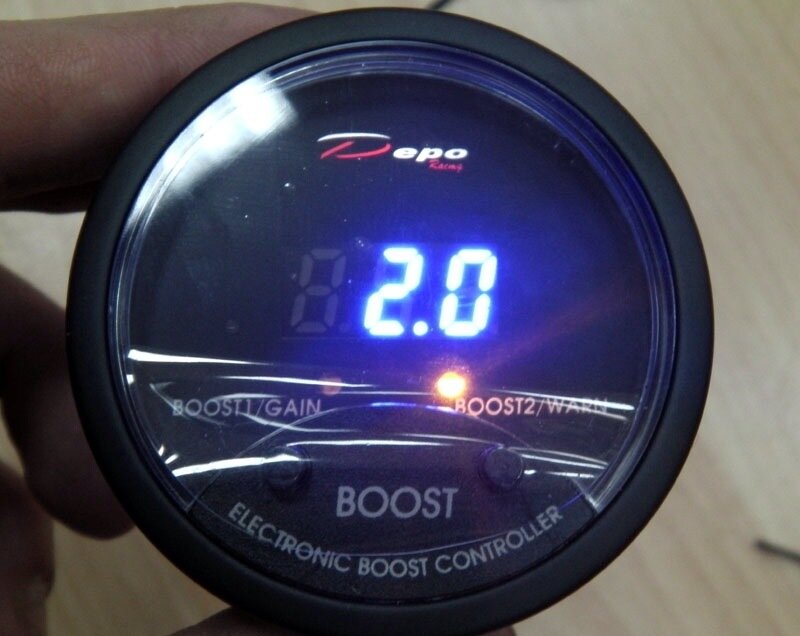 Depo
Racing
2.0
BOOST1/GAIN BOOST2/WARN
BOOST
ELECTRONIC BOOST CONTROLLER